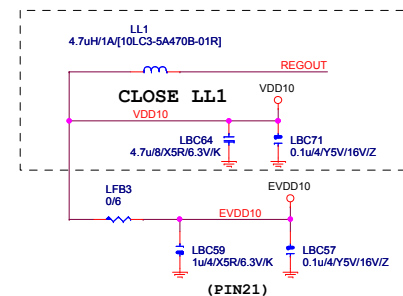 LL1
4.7uH/1A/[10LC3-5A470B-01R]
REGOUT
CLOSE LL1
VDD10
VDD10
LBC64
4.7u/8/X5R/6.3V/K
LBC71
0.1u/4/Y5V/16V/Z
LFB3
0/6
EVDD10
EVDD10
LBC59
1u/4/X5R/6.3V/K
LBC57
0.1u/4/Y5V/16V/Z
(PIN21)